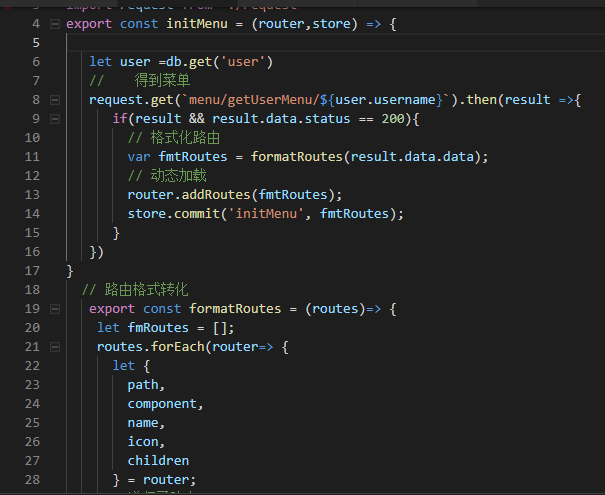 import request from './request'
4 export const initMenu = (router,store) => {
5
6 let user =db.get('user')
7 // 得到菜单
8 request.get(`menu/getUserMenu/${user.username}`).then(result =>{
9 if(result && result.data.status == 200){
10 // 格式化路由
11 var fmtRoutes = formatRoutes(result.data.data);
12 // 动态加载
13 router.addRoutes(fmtRoutes);
14 store.commit('initMenu', fmtRoutes);
15 }
16 })
17 }
18 // 路由格式转化
19 export const formatRoutes = (routes)=> {
20 let fmRoutes = [];
21 routes.forEach(router=> {
22 let {
23 path,
24 component,
25 name,
26 icon,
27 children
28 } = router;